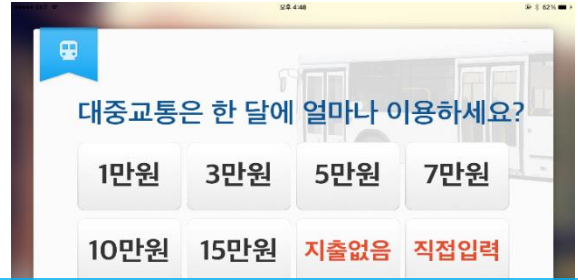 오후 4:48
62%
대중교통은 한 달에 얼마나 이용하세요?
1만원 3만원 5만원 7만원
10만원 15만원 지출없음 직접입력